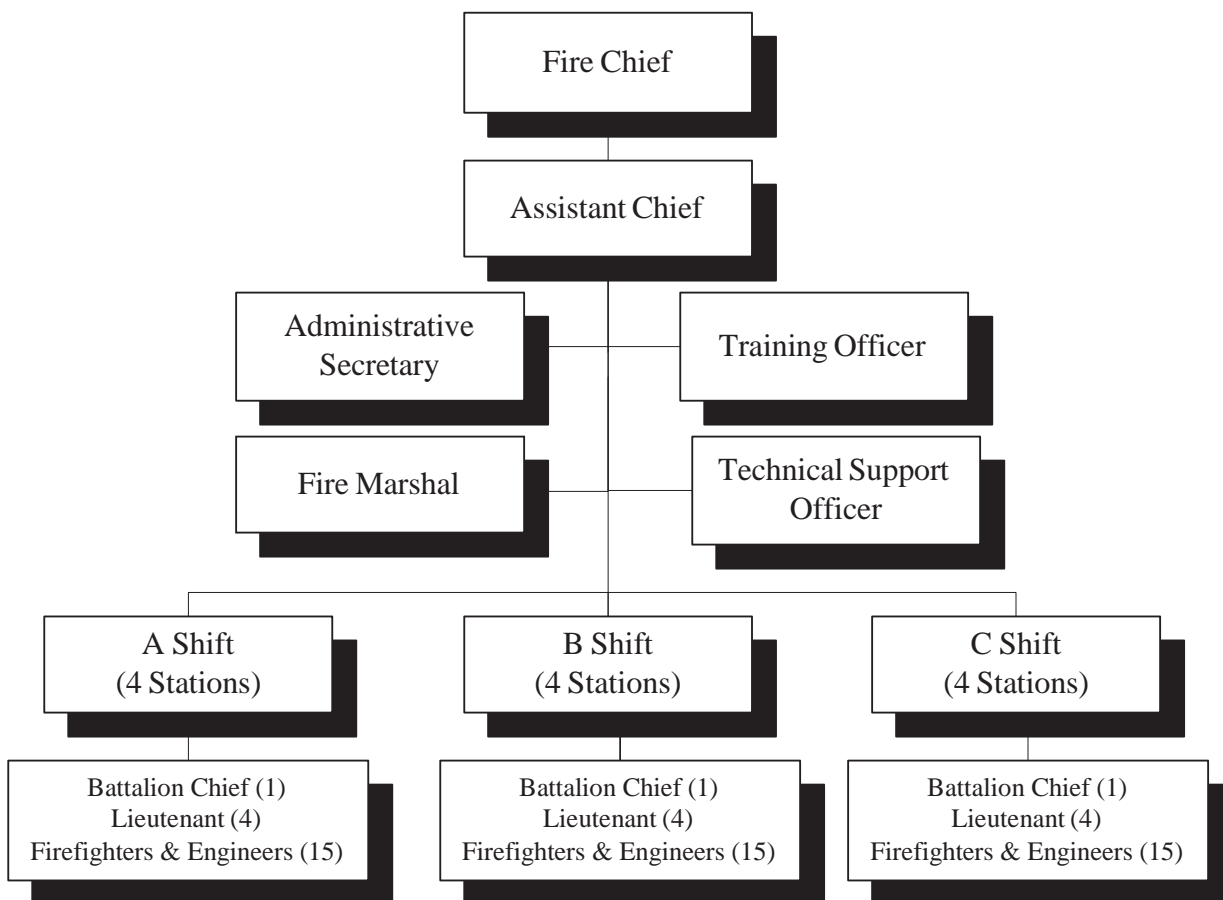 Fire Chief
Assistant Chief
Administrative
Secretary
Training Officer
Fire Marshal
Technical Support
Officer
A Shift
(4 Stations)
B Shift
(4 Stations)
C Shift
(4 Stations)
Battalion Chief (1)
Lieutenant (4)
Firefighters & Engineers (15)
Battalion Chief (1)
Lieutenant (4)
Firefighters & Engineers (15)
Battalion Chief (1)
Lieutenant (4)
Firefighters & Engineers (15)